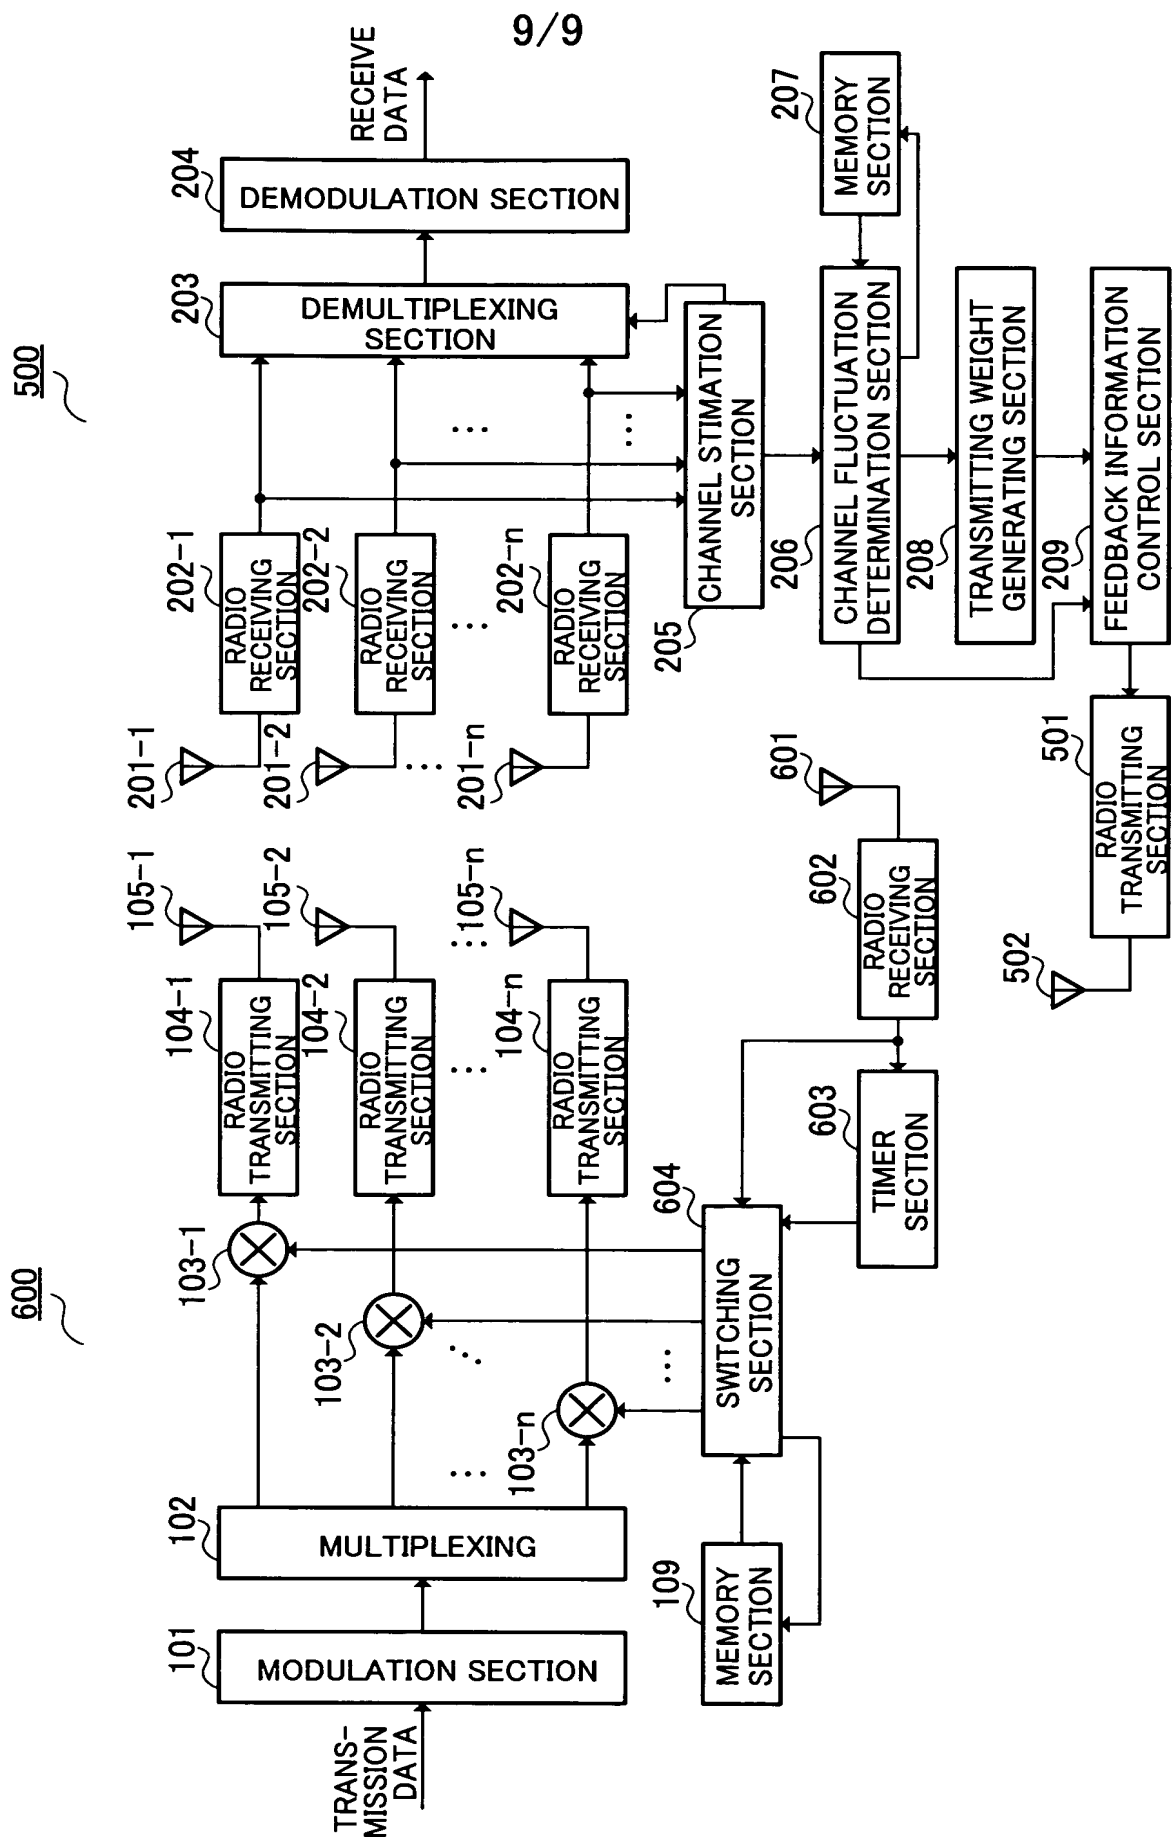 9/9
600
500
TRANS-
MISSION
DATA
101
MODULATION SECTION
102
MULTIPLEXING
103-1
103-2
103-n
...
...
...
104-1
RADIO
TRANSMITTING
SECTION
104-2
RADIO
TRANSMITTING
SECTION
...
104-n
RADIO
TRANSMITTING
SECTION
105-1
105-2
...
105-n
109
MEMORY
SECTION
604
SWITCHING
SECTION
603
TIMER
SECTION
602
RADIO
RECEIVING
SECTION
601
201-1
201-2
...
201-n
202-1
RADIO
RECEIVING
SECTION
202-2
RADIO
RECEIVING
SECTION
...
202-n
RADIO
RECEIVING
SECTION
...
...
203
DEMULTIPLEXING
SECTION
204
DEMODULATION SECTION
RECEIVE
DATA
205
CHANNEL STIMATION
SECTION
206
CHANNEL FLUCTUATION
DETERMINATION SECTION
207
MEMORY
SECTION
208
TRANSMITTING WEIGHT
GENERATING SECTION
209
FEEDBACK INFORMATION
CONTROL SECTION
501
RADIO
TRANSMITTING
SECTION
502